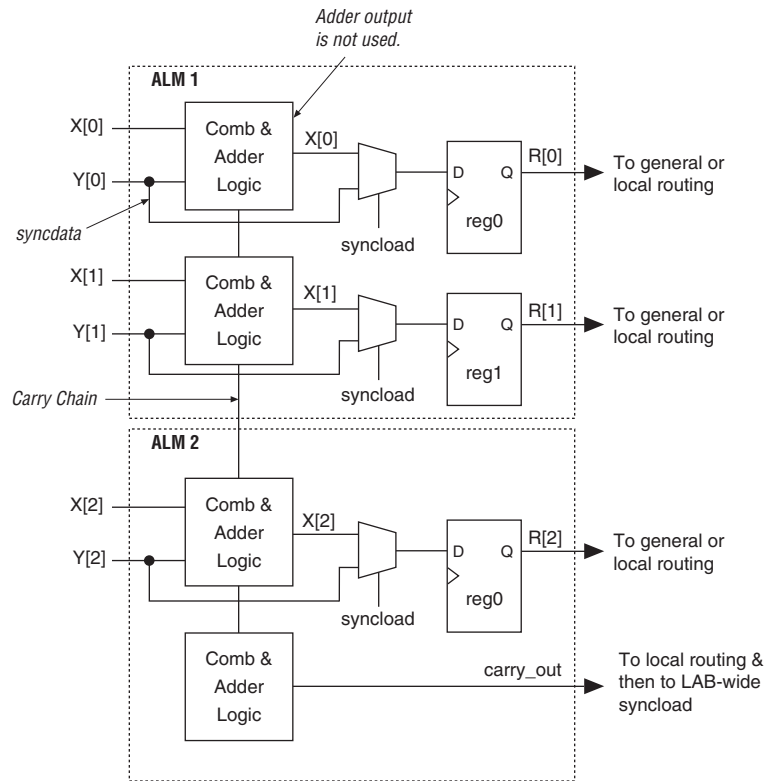 Adder output
is not used.
ALM 1
X[0]
Comb &
Adder
Logic
X[0]
Y[0]
D
Q
reg0
R[0]
To general or
local routing
syncdata
syncload
X[1]
Comb &
Adder
Logic
X[1]
Y[1]
D
Q
reg1
R[1]
To general or
local routing
syncload
Carry Chain
ALM 2
X[2]
Comb &
Adder
Logic
X[2]
Y[2]
D
Q
reg0
R[2]
To general or
local routing
syncload
Comb &
Adder
Logic
carry_out
To local routing &
then to LAB-wide
syncload